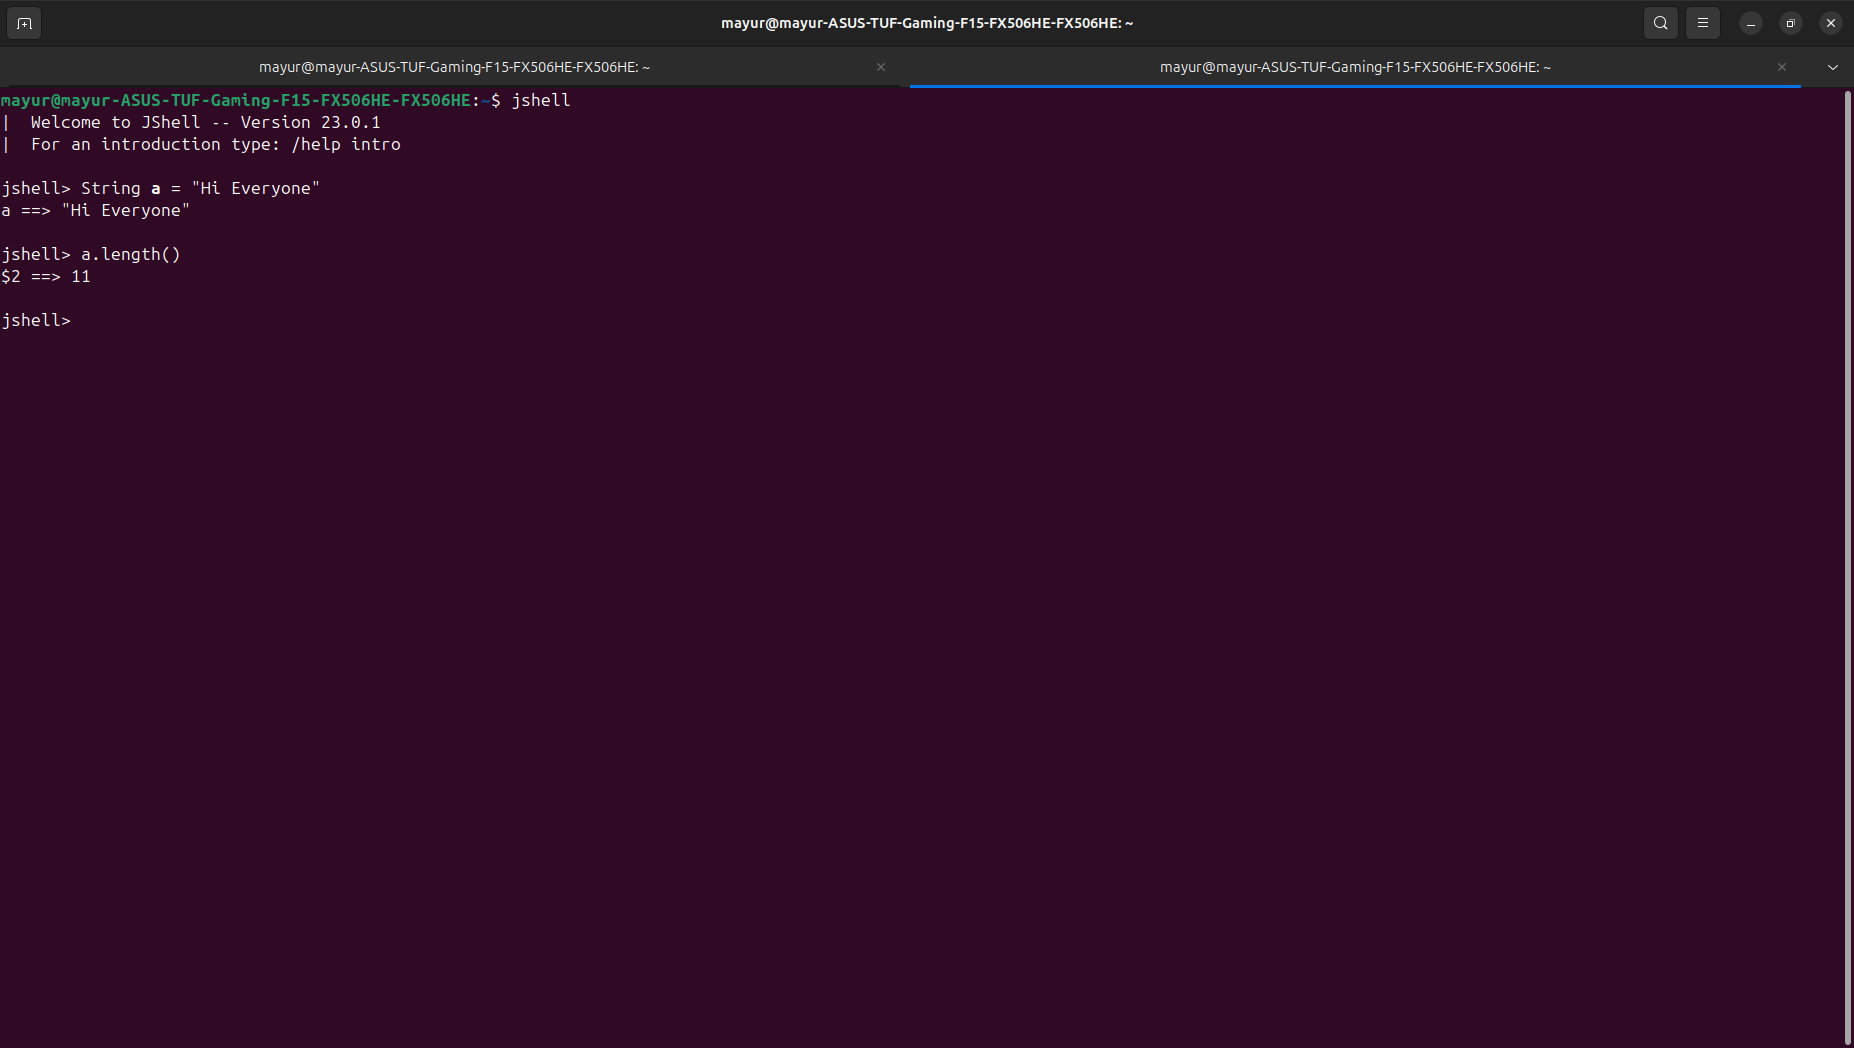 mayur@mayur-ASUS-TUF-Gaming-F15-FX506HE-FX506HE: ~
mayur@mayur-ASUS-TUF-Gaming-F15-FX506HE-FX506HE: ~
mayur@mayur-ASUS-TUF-Gaming-F15-FX506HE-FX506HE: ~
mayur@mayur-ASUS-TUF-Gaming-F15-FX506HE-FX506HE:~$ jshell
|  Welcome to JShell -- Version 23.0.1
|  For an introduction type: /help intro
jshell> String a = "Hi Everyone"
a ==> "Hi Everyone"
jshell> a.length()
$2 ==> 11
jshell>